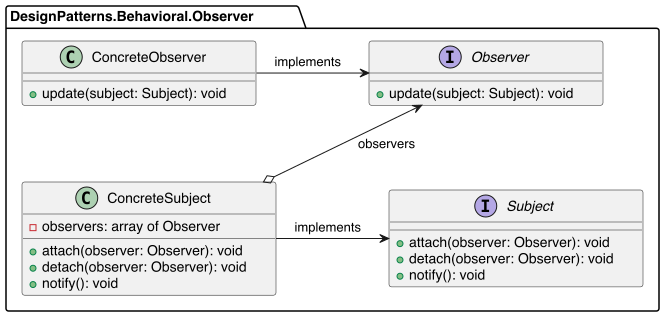 DesignPatterns.Behavioral.Observer
C ConcreteObserver
update(subject: Subject): void
implements
I Observer
update(subject: Subject): void
observers
C ConcreteSubject
observers: array of Observer
attach(observer: Observer): void
detach(observer: Observer): void
notify(): void
implements
I Subject
attach(observer: Observer): void
detach(observer: Observer): void
notify(): void